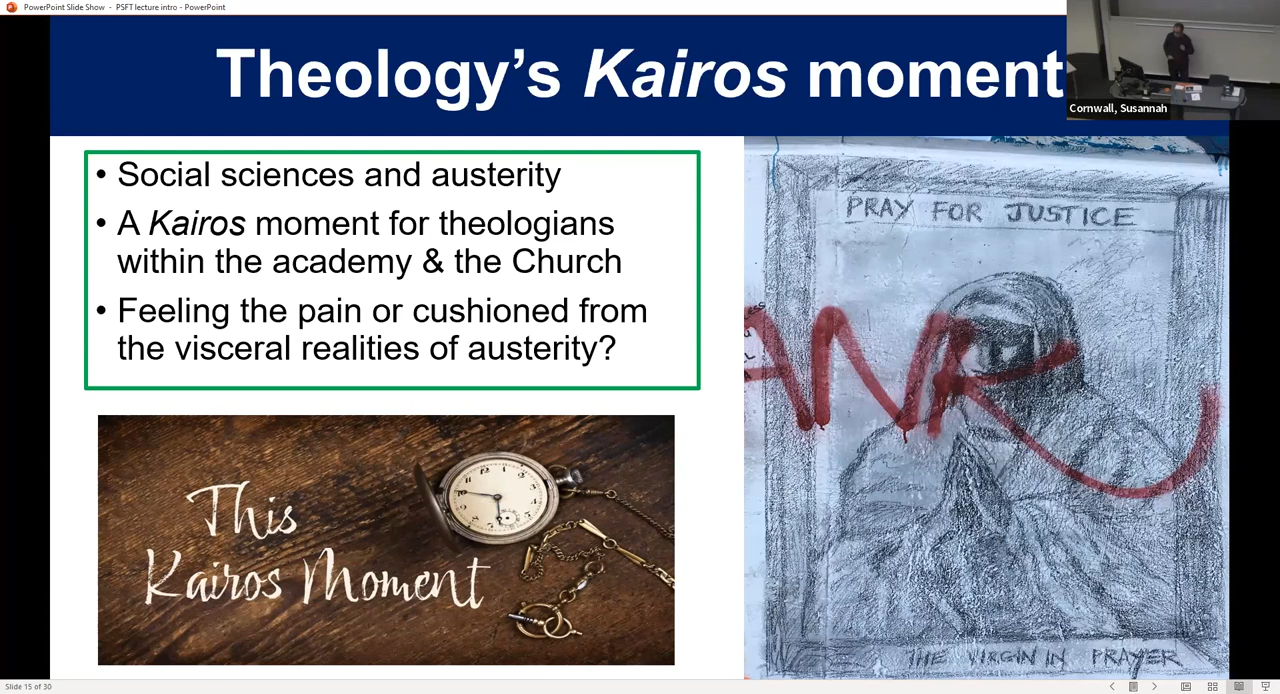 PowerPoint Slide Show - PSFT lecture intro - PowerPoint
Theology's Kairos moment
Cornwall, Susannah
• Social sciences and austerity
• A Kairos moment for theologians
within the academy & the Church
• Feeling the pain or cushioned from
the visceral realities of austerity?
This
Kairos Moment
PRAY FOR JUSTICE
THE VIRGIN IN PRAYER
Slide 15 of 30